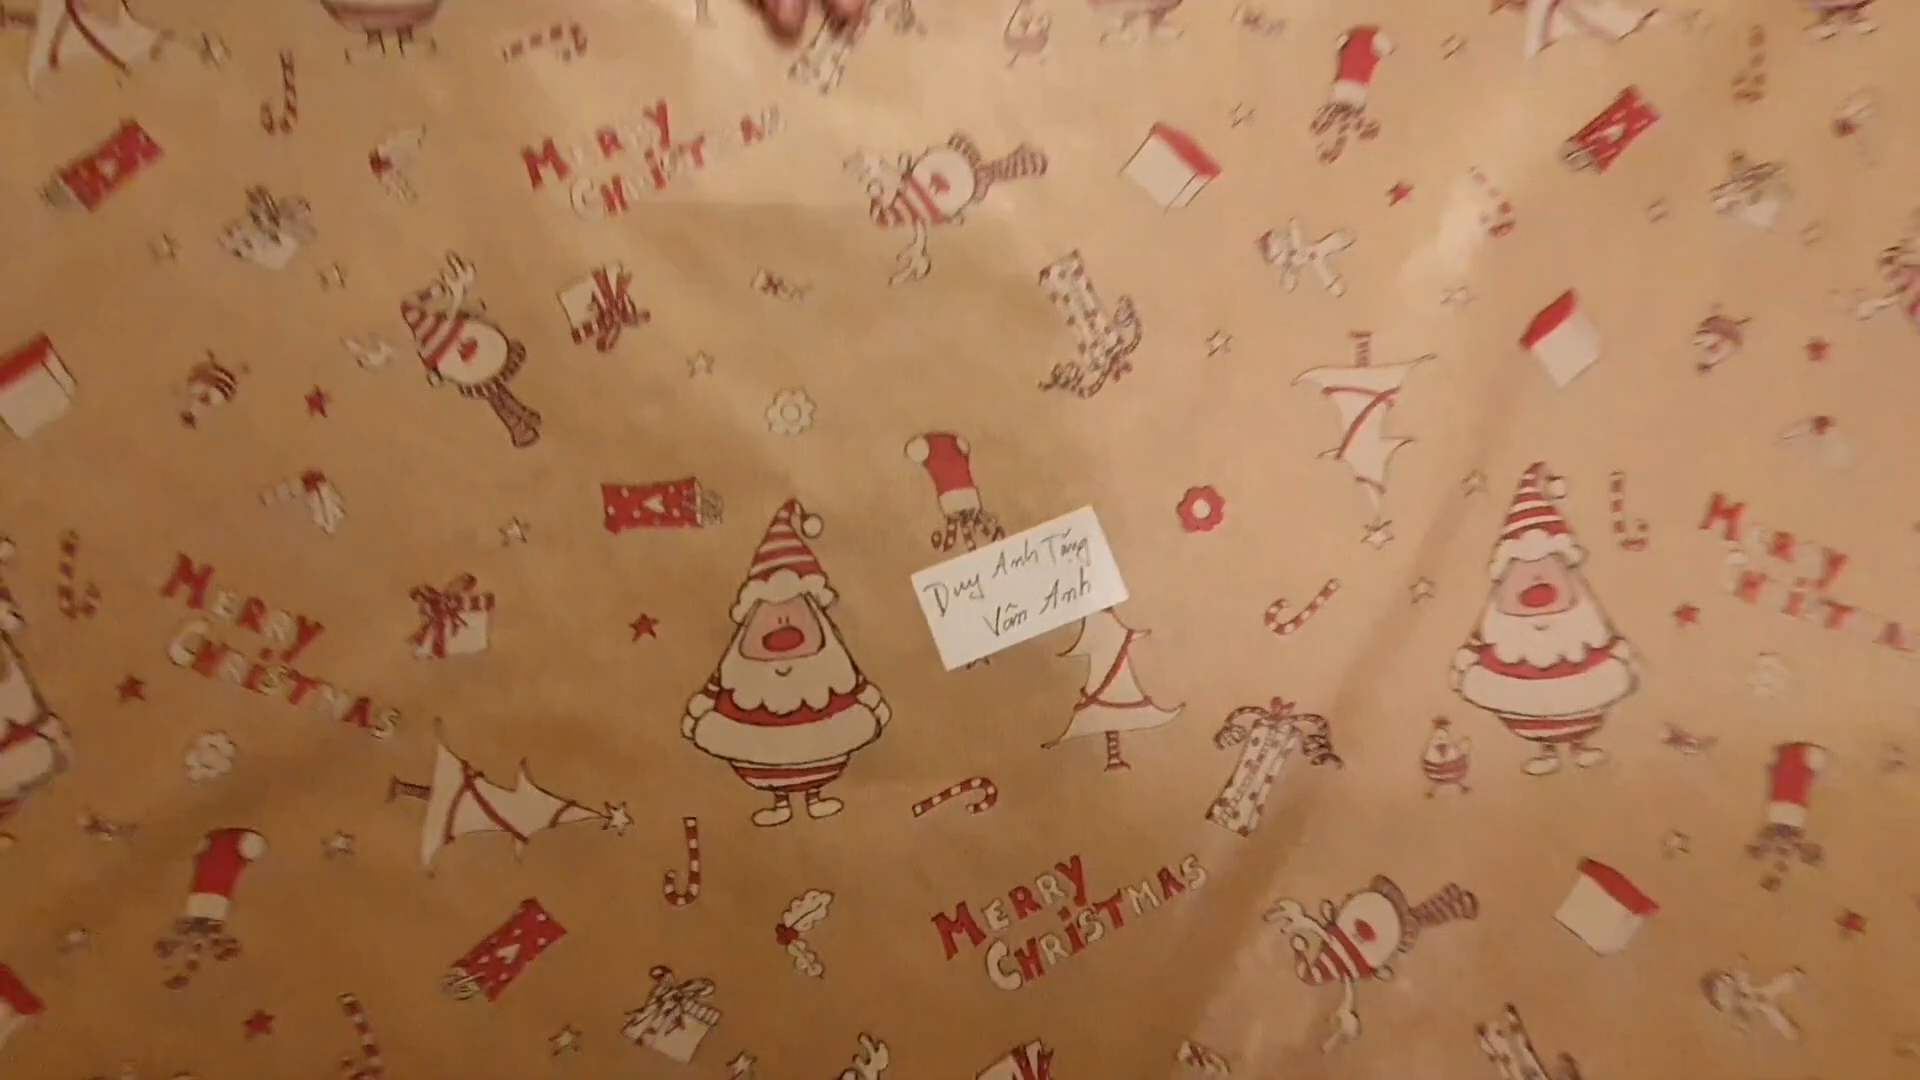 MERRY
CHRISTMAS
Duy Anh Tặng
Vân Anh
MERRY
CHRISTMAS
MERRY
CHRISTMAS